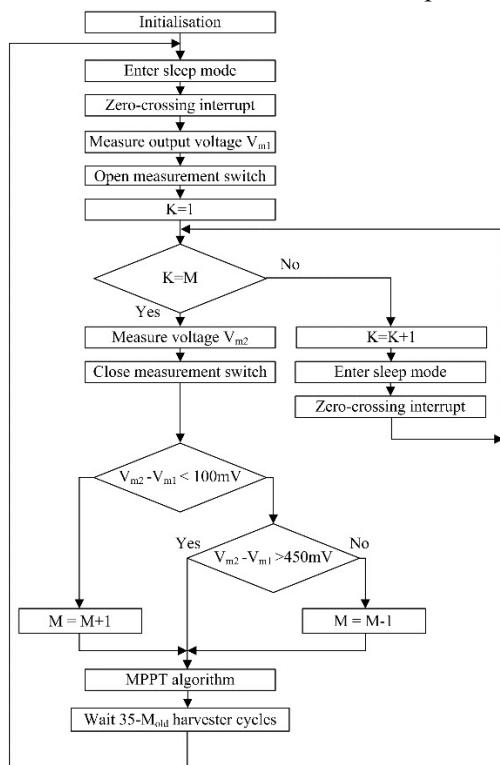 Initialisation
Enter sleep mode
Zero-crossing interrupt
Measure output voltage Vm1
Open measurement switch
K=1
K=M
No
Yes
Measure voltage Vm2
K=K+1
Close measurement switch
Enter sleep mode
Zero-crossing interrupt
Vm2 -Vm1 < 100mV
Yes
No
Vm2 -Vm1 >450mV
M = M+1
M = M-1
MPPT algorithm
Wait 35-Mold harvester cycles